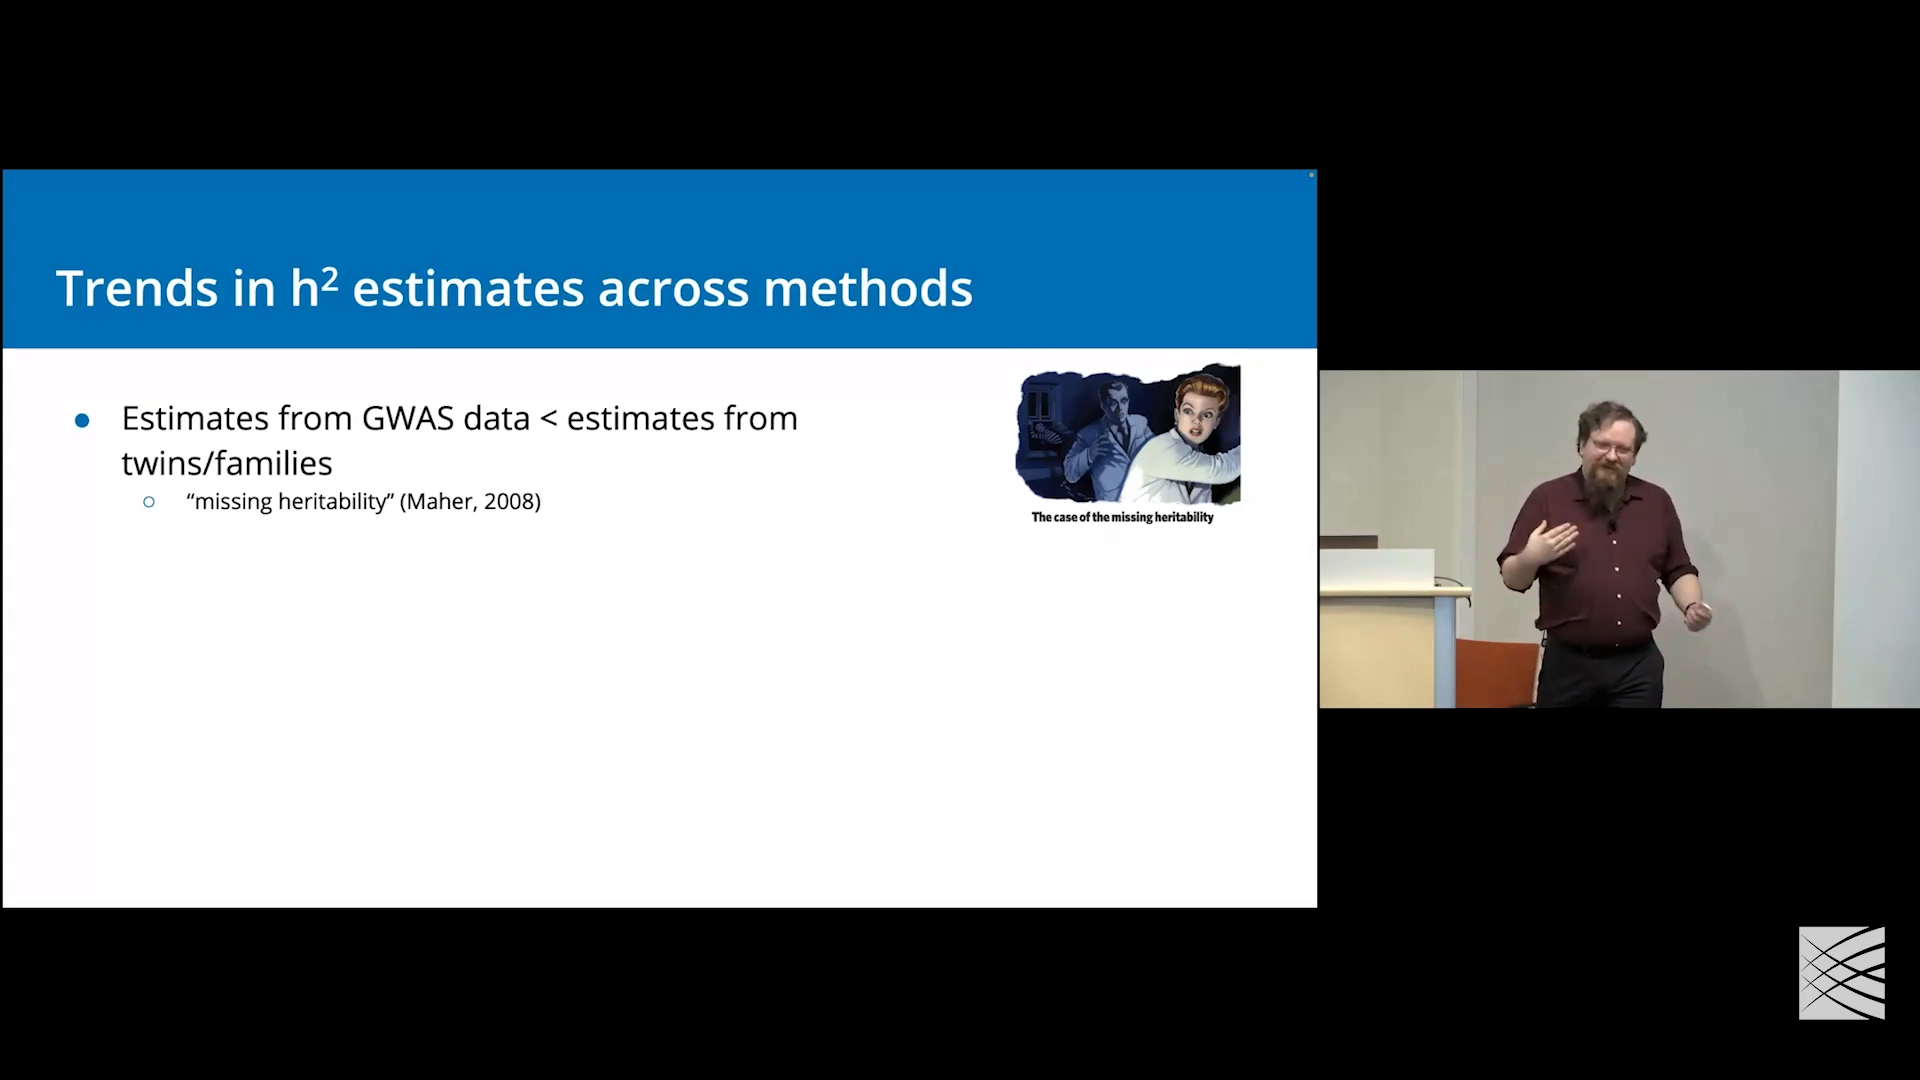 Trends in h² estimates across methods
Estimates from GWAS data < estimates from
twins/families
“missing heritability” (Maher, 2008)
The case of the missing heritability